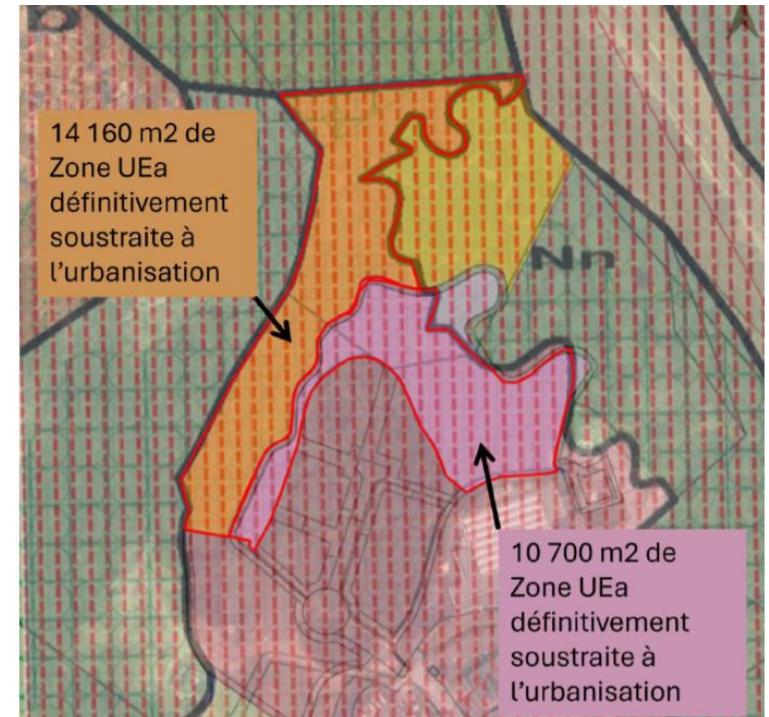 14 160 m2 de
Zone UEa
définitivement
soustraite à
l'urbanisation
Nn
10 700 m2 de
Zone UEa
définitivement
soustraite à
l'urbanisation